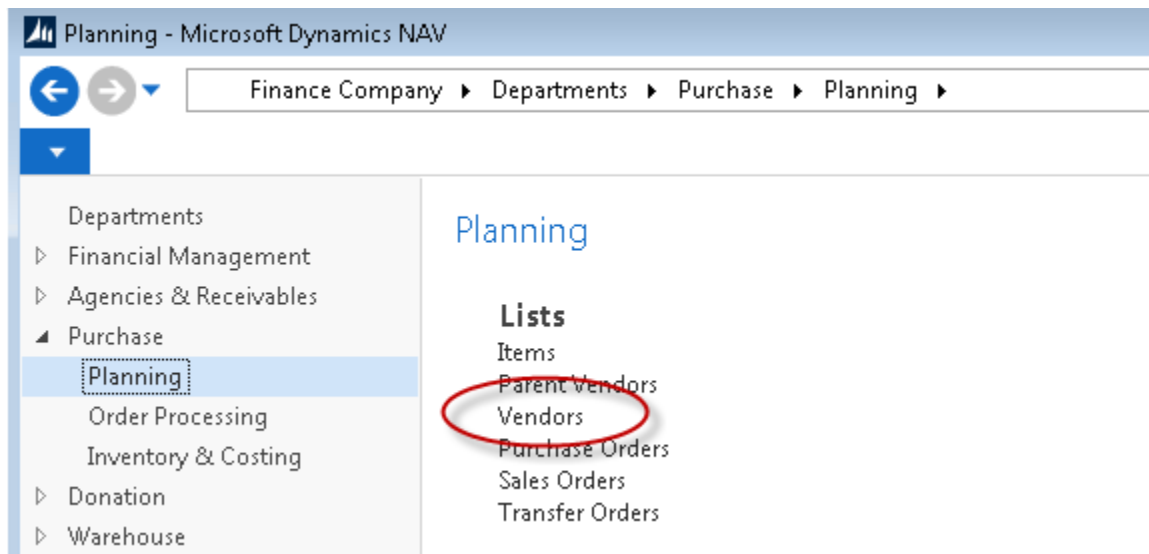 Planning - Microsoft Dynamics NAV
Finance Company ▸ Departments ▸ Purchase ▸ Planning ▸
Departments
Financial Management
Agencies & Receivables
Purchase
Planning
Order Processing
Inventory & Costing
Donation
Warehouse
Planning
Lists
Items
Parent Vendors
Vendors
Purchase Orders
Sales Orders
Transfer Orders